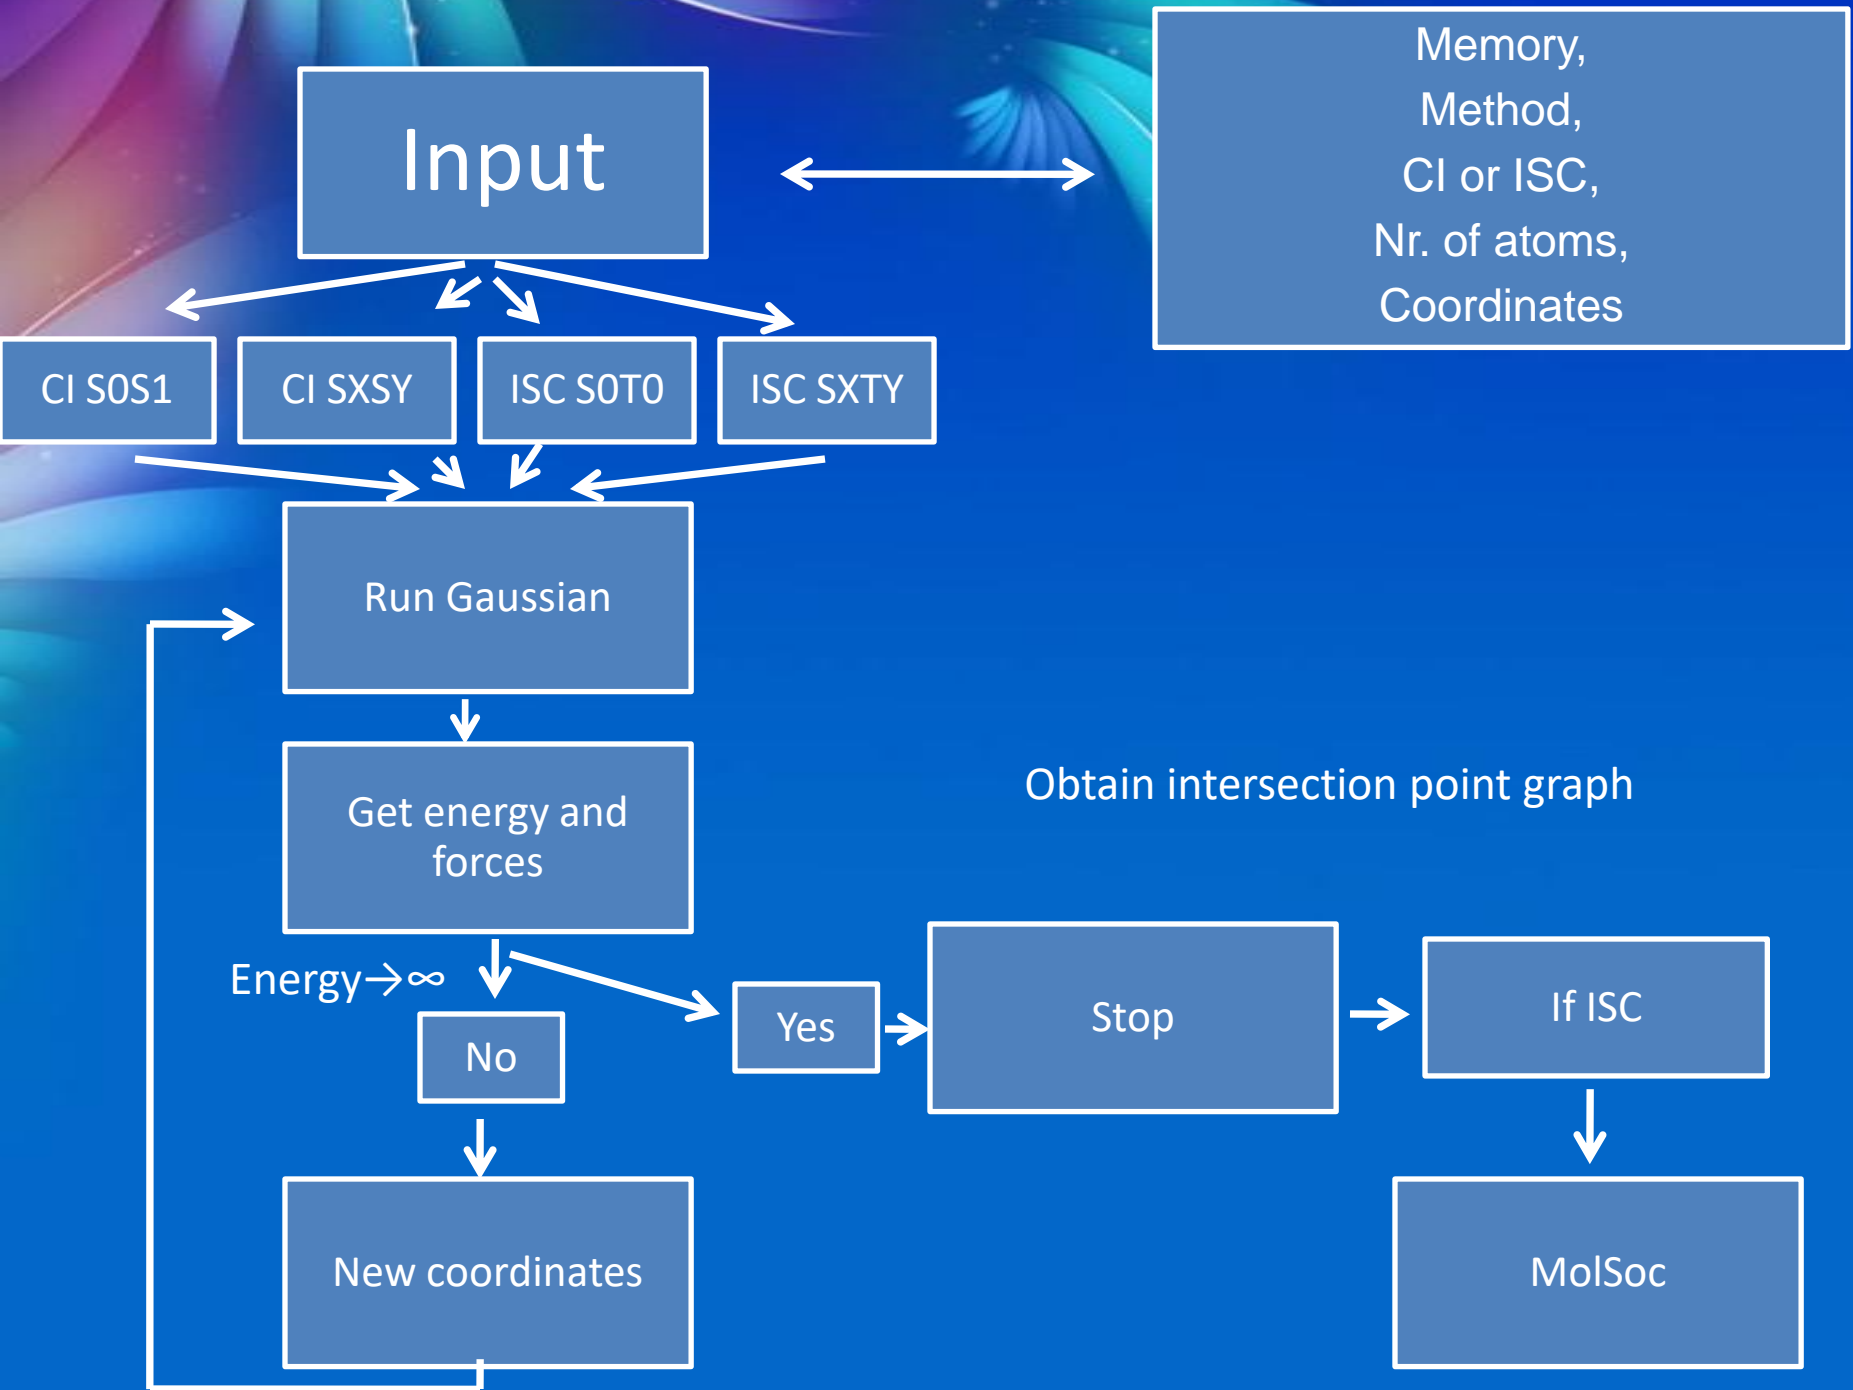 Input
Memory,
Method,
CI or ISC,
Nr. of atoms,
Coordinates
CI S0S1
CI SXSY
ISC S0T0
ISC SXTY
Run Gaussian
Get energy and
forces
Obtain intersection point graph
Energy→∞
No
Yes
Stop
If ISC
New coordinates
MolSoc